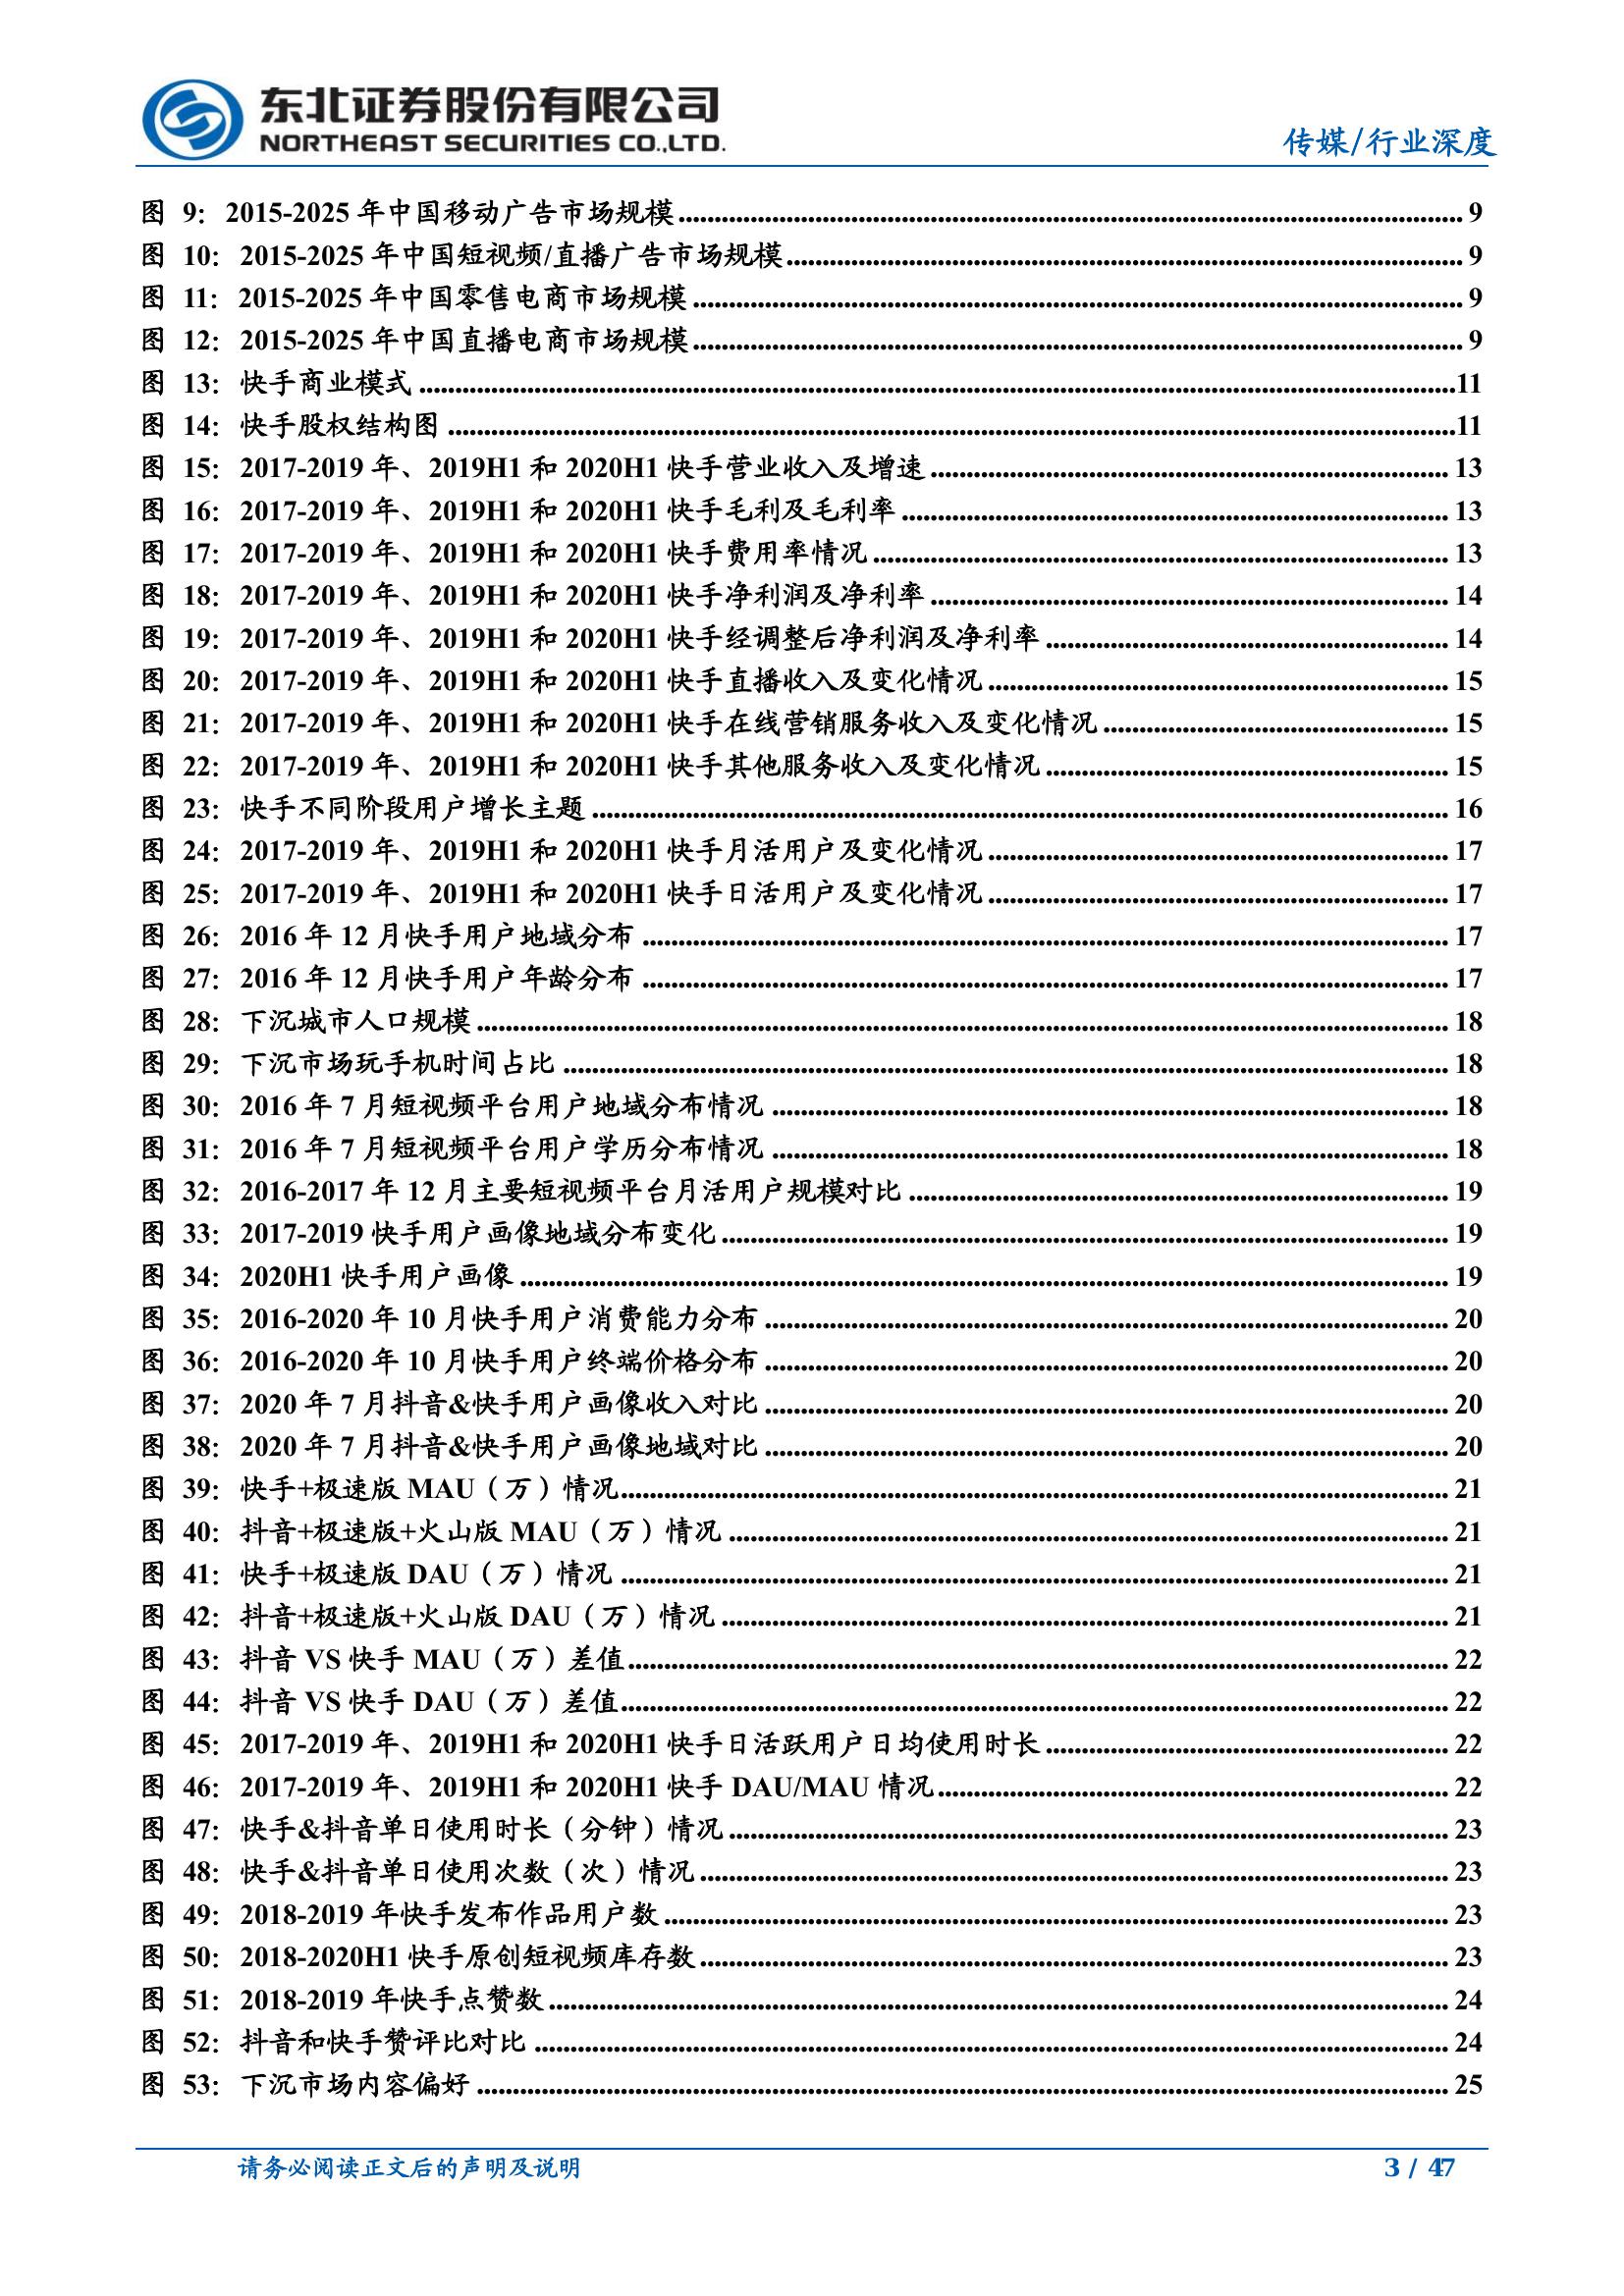 东北证券股份有限公司
NORTHEAST SECURITIES CO.,LTD.
传媒/行业深度
图 9：2015-2025 年中国移动广告市场规模 9
图 10：2015-2025 年中国短视频/直播广告市场规模 9
图 11：2015-2025 年中国零售电商市场规模 9
图 12：2015-2025 年中国直播电商市场规模 9
图 13：快手商业模式 11
图 14：快手股权结构图 11
图 15：2017-2019 年、2019H1 和 2020H1 快手营业收入及增速 13
图 16：2017-2019 年、2019H1 和 2020H1 快手毛利及毛利率 13
图 17：2017-2019 年、2019H1 和 2020H1 快手费用率情况 13
图 18：2017-2019 年、2019H1 和 2020H1 快手净利润及净利率 14
图 19：2017-2019 年、2019H1 和 2020H1 快手经调整后净利润及净利率 14
图 20：2017-2019 年、2019H1 和 2020H1 快手直播收入及变化情况 15
图 21：2017-2019 年、2019H1 和 2020H1 快手在线营销服务收入及变化情况 15
图 22：2017-2019 年、2019H1 和 2020H1 快手其他服务收入及变化情况 15
图 23：快手不同阶段用户增长主题 16
图 24：2017-2019 年、2019H1 和 2020H1 快手月活用户及变化情况 17
图 25：2017-2019 年、2019H1 和 2020H1 快手日活用户及变化情况 17
图 26：2016 年 12 月快手用户地域分布 17
图 27：2016 年 12 月快手用户年龄分布 17
图 28：下沉城市人口规模 18
图 29：下沉市场玩手机时间占比 18
图 30：2016 年 7 月短视频平台用户地域分布情况 18
图 31：2016 年 7 月短视频平台用户学历分布情况 18
图 32：2016-2017 年 12 月主要短视频平台月活用户规模对比 19
图 33：2017-2019 快手用户画像地域分布变化 19
图 34：2020H1 快手用户画像 19
图 35：2016-2020 年 10 月快手用户消费能力分布 20
图 36：2016-2020 年 10 月快手用户终端价格分布 20
图 37：2020 年 7 月抖音&快手用户画像收入对比 20
图 38：2020 年 7 月抖音&快手用户画像地域对比 20
图 39：快手+极速版 MAU（万）情况 21
图 40：抖音+极速版+火山版 MAU（万）情况 21
图 41：快手+极速版 DAU（万）情况 21
图 42：抖音+极速版+火山版 DAU（万）情况 21
图 43：抖音 VS 快手 MAU（万）差值 22
图 44：抖音 VS 快手 DAU（万）差值 22
图 45：2017-2019 年、2019H1 和 2020H1 快手日活跃用户日均使用时长 22
图 46：2017-2019 年、2019H1 和 2020H1 快手 DAU/MAU 情况 22
图 47：快手&抖音单日使用时长（分钟）情况 23
图 48：快手&抖音单日使用次数（次）情况 23
图 49：2018-2019 年快手发布作品用户数 23
图 50：2018-2020H1 快手原创短视频库存数 23
图 51：2018-2019 年快手点赞数 24
图 52：抖音和快手赞评比对比 24
图 53：下沉市场内容偏好 25
请务必阅读正文后的声明及说明
3 / 47